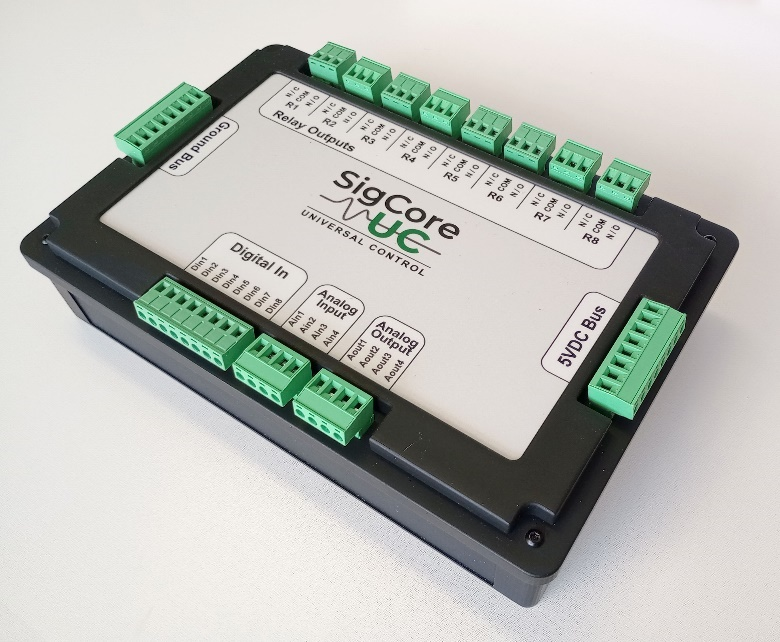 N/C
COM
N/O
R1
N/C
COM
N/O
R2
N/C
COM
N/O
R3
N/C
COM
N/O
R4
N/C
COM
N/O
R5
N/C
COM
N/O
R6
N/C
COM
N/O
R7
N/C
COM
N/O
R8
Relay Outputs
Ground Bus
SigCore
UC
UNIVERSAL CONTROL
Digital In
Din1
Din2
Din3
Din4
Din5
Din6
Din7
Din8
Analog
Input
Ain1
Ain2
Ain3
Ain4
Analog
Output
Aout1
Aout2
Aout3
Aout4
5VDC Bus